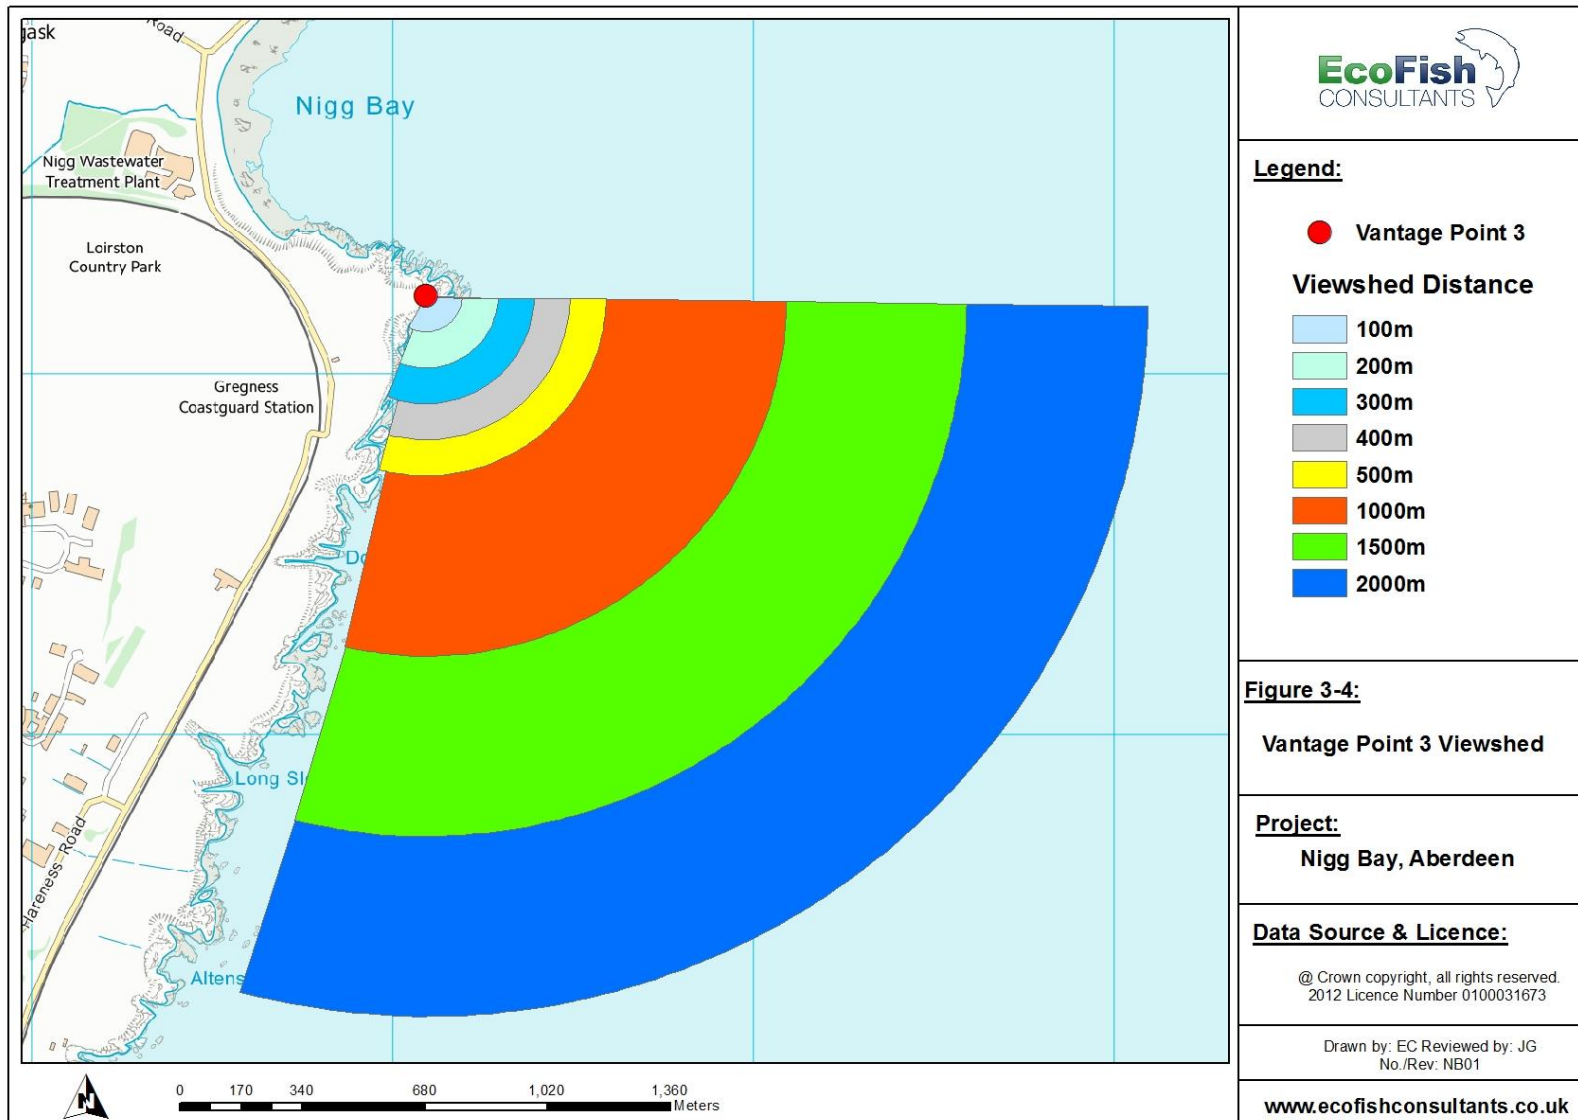 gask
Road
Nigg Bay
Nigg Wastewater
Treatment Plant
Loirston
Country Park
Gregness
Coastguard Station
Do
Long Sl
Hareness Road
Altens
N
0 170 340 680 1,020 1,360
Meters
EcoFish
CONSULTANTS
Legend:
Vantage Point 3
Viewshed Distance
100m
200m
300m
400m
500m
1000m
1500m
2000m
Figure 3-4:
Vantage Point 3 Viewshed
Project:
Nigg Bay, Aberdeen
Data Source & Licence:
@ Crown copyright, all rights reserved.
2012 Licence Number 0100031673
Drawn by: EC Reviewed by: JG
No./Rev: NB01
www.ecofishconsultants.co.uk